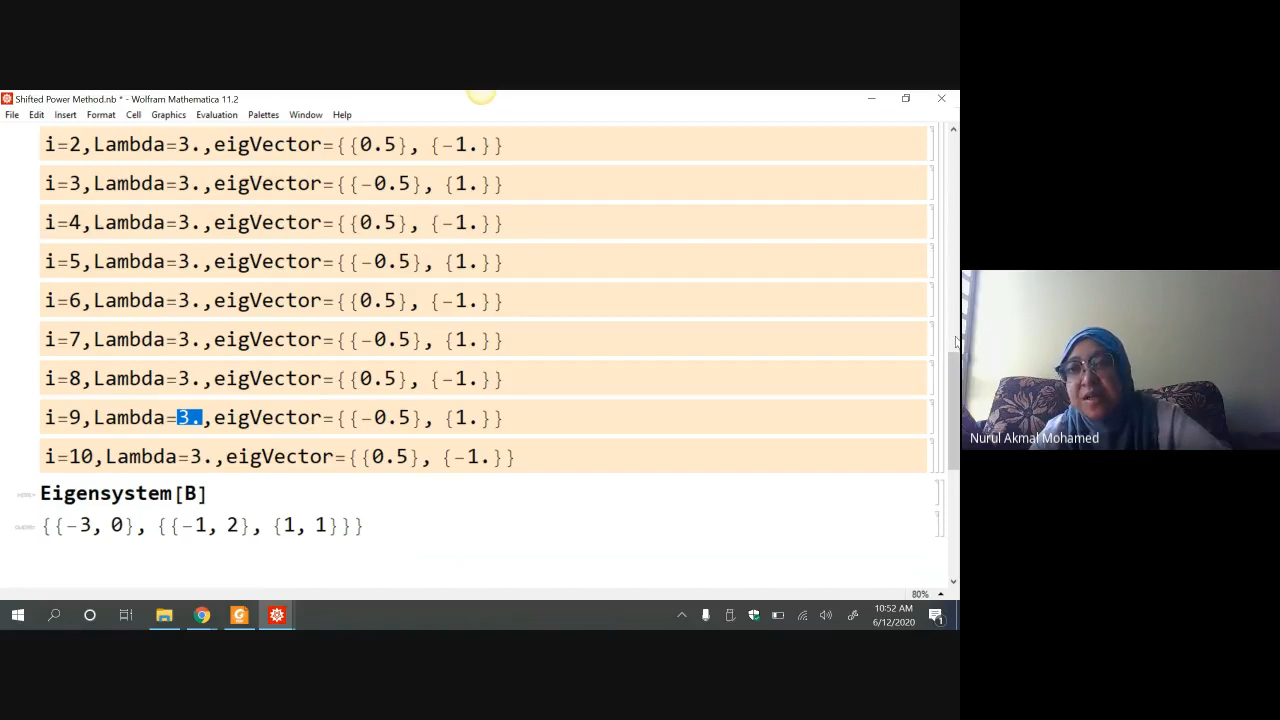 Shifted Power Method.nb * - Wolfram Mathematica 11.2
File Edit Insert Format Cell Graphics Evaluation Palettes Window Help
i=2,Lambda=3.,eigVector={{0.5}, {-1.}}
i=3,Lambda=3.,eigVector={{-0.5}, {1.}}
i=4,Lambda=3.,eigVector={{0.5}, {-1.}}
i=5,Lambda=3.,eigVector={{-0.5}, {1.}}
i=6,Lambda=3.,eigVector={{0.5}, {-1.}}
i=7,Lambda=3.,eigVector={{-0.5}, {1.}}
i=8,Lambda=3.,eigVector={{0.5}, {-1.}}
i=9,Lambda=3.,eigVector={{-0.5}, {1.}}
i=10,Lambda=3.,eigVector={{0.5}, {-1.}}
Eigensystem[B]
{{-3, 0}, {{-1, 2}, {1, 1}}}
80%
10:52 AM
6/12/2020
Nurul Akmal Mohamed